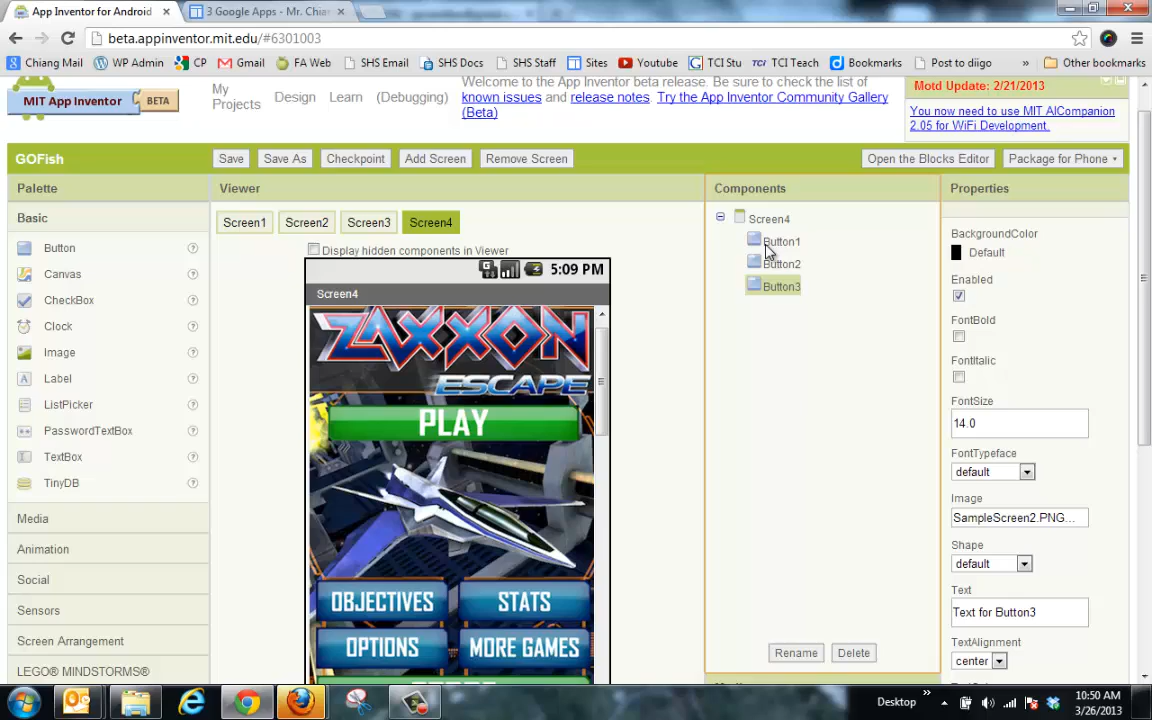 App Inventor for Android
3 Google Apps - Mr. Chia
beta.appinventor.mit.edu/#6301003
Chiang Mail WP Admin CP Gmail FA Web SHS Email SHS Docs SHS Staff Sites Youtube TCI Stu TCI Teach Bookmarks Post to diigo » Other bookmarks
MIT App Inventor BETA
My Projects Design Learn (Debugging)
Welcome to the App Inventor beta release. Be sure to check the list of known issues and release notes. Try the App Inventor Community Gallery (Beta)
Motd Update: 2/21/2013
You now need to use MIT AICompanion 2.05 for WiFi Development.
GOFish Save Save As Checkpoint Add Screen Remove Screen Open the Blocks Editor Package for Phone
Palette
Basic
Button
Canvas
CheckBox
Clock
Image
Label
ListPicker
PasswordTextBox
TextBox
TinyDB
Media
Animation
Social
Sensors
Screen Arrangement
LEGO® MINDSTORMS®
Viewer
Screen1 Screen2 Screen3 Screen4
Display hidden components in Viewer
5:09 PM
Screen4
ZAXXON
ESCAPE
PLAY
OBJECTIVES STATS
OPTIONS MORE GAMES
Components
Screen4
Button1
Button2
Button3
Rename Delete
Properties
BackgroundColor
Default
Enabled
FontBold
FontItalic
FontSize
14.0
FontTypeface
default
Image
SampleScreen2.PNG...
Shape
default
Text
Text for Button3
TextAlignment
center
Desktop »
10:50 AM
3/26/2013